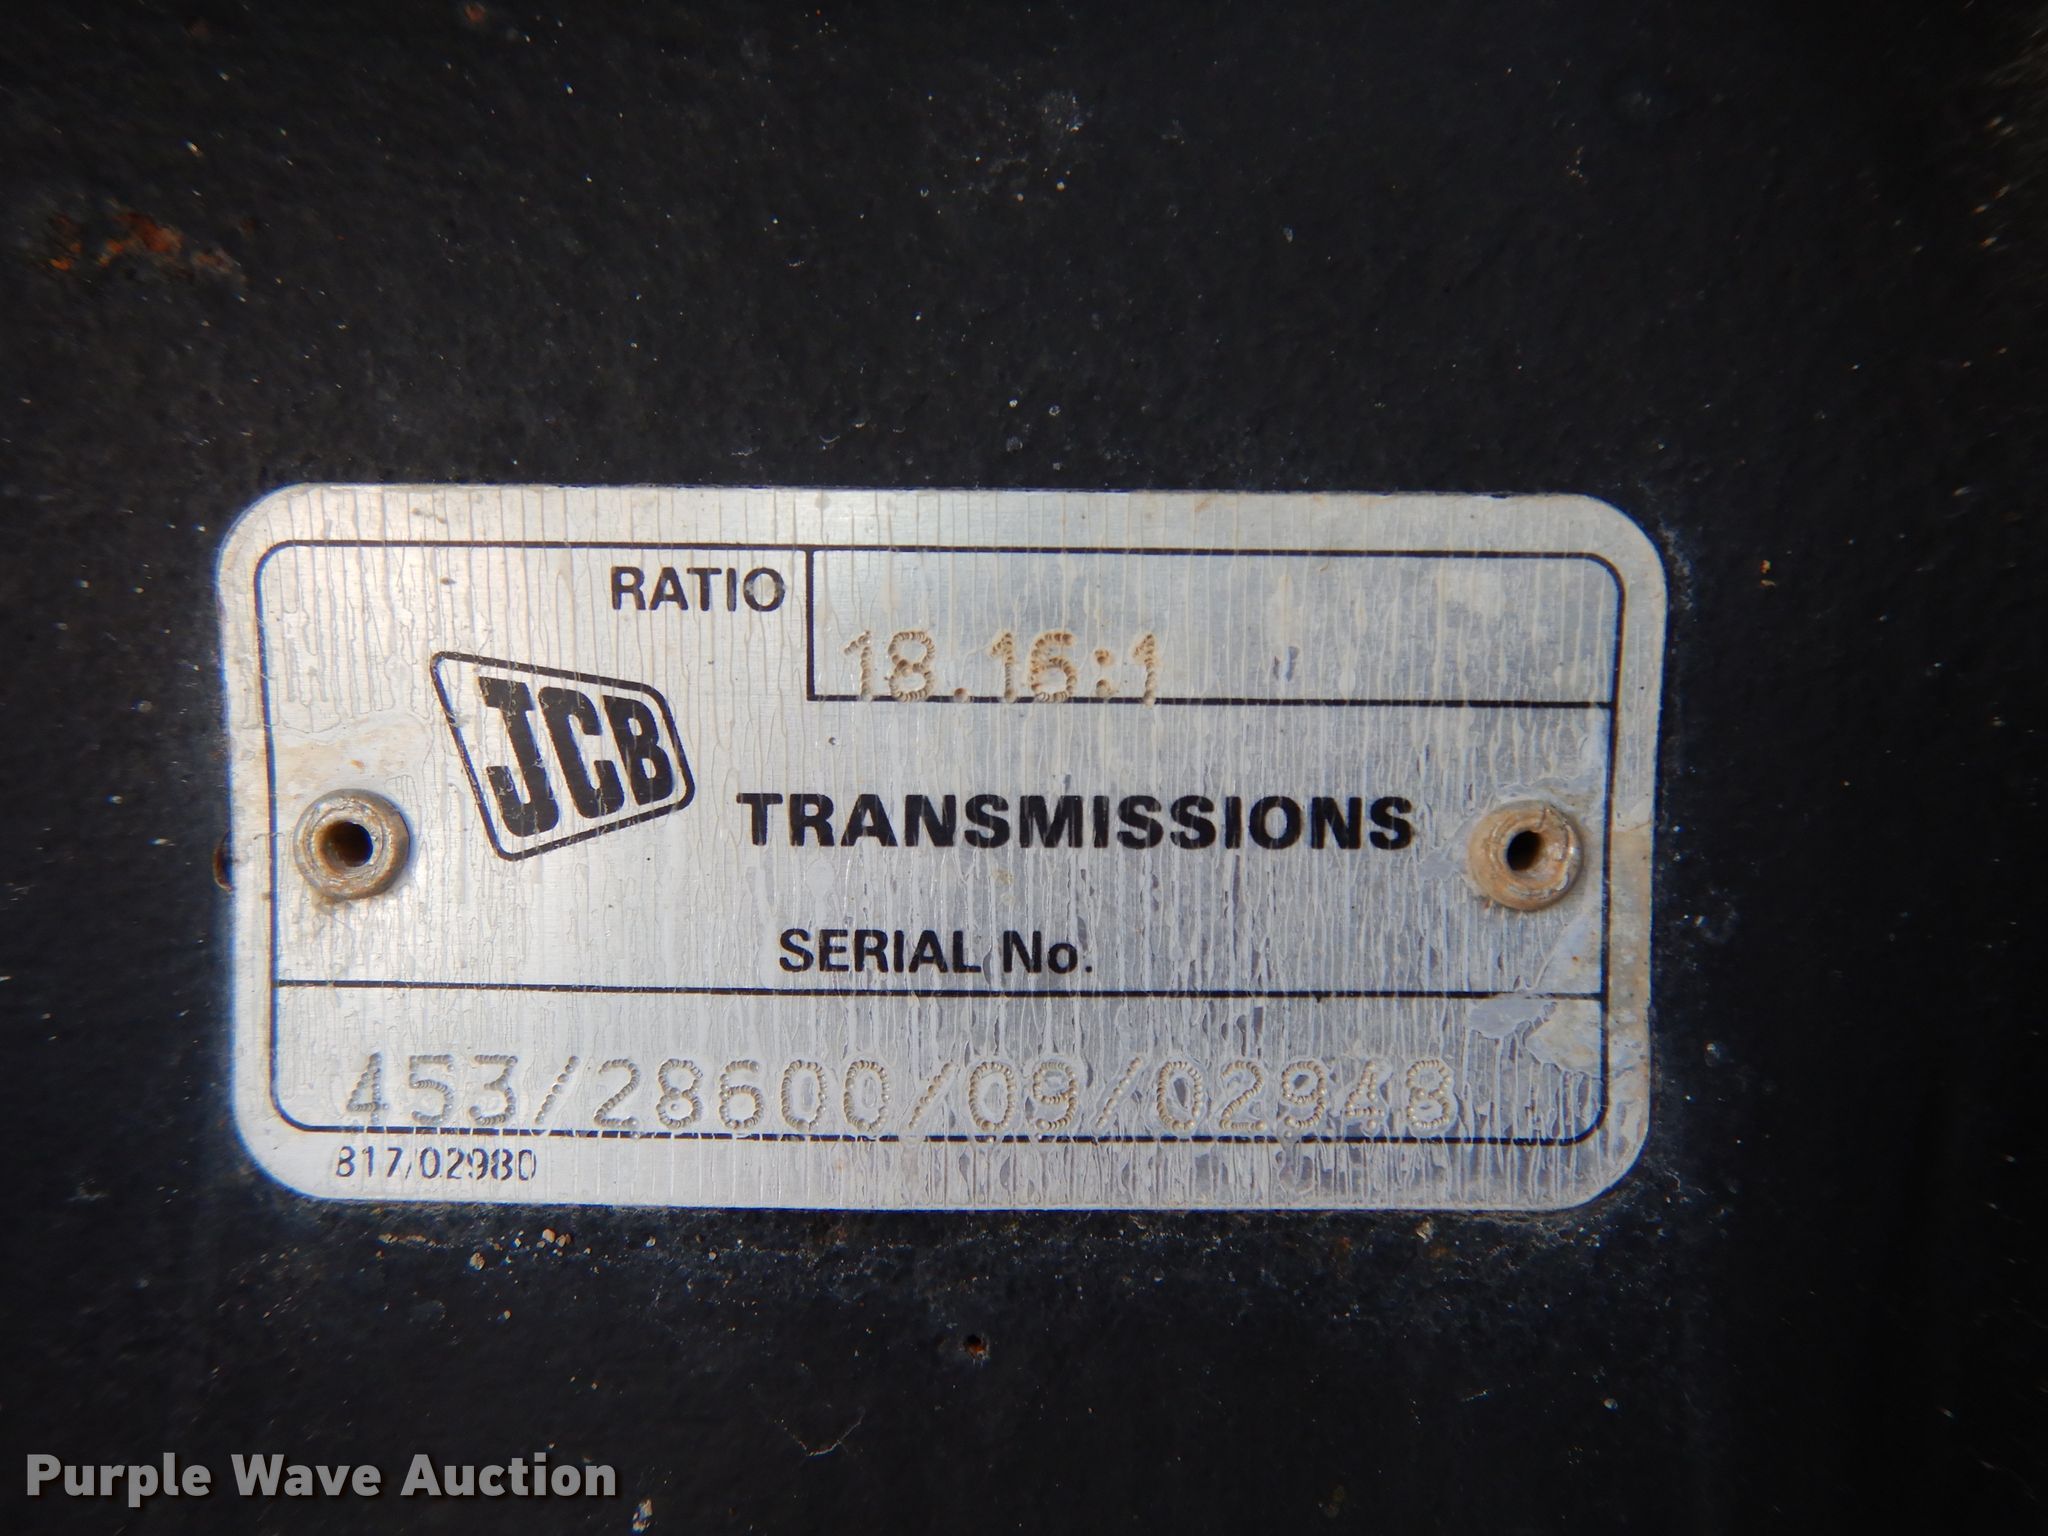 RATIO
18.16:1
JCB
TRANSMISSIONS
SERIAL No.
453/28600/09/02948
817/02980
Purple Wave Auction